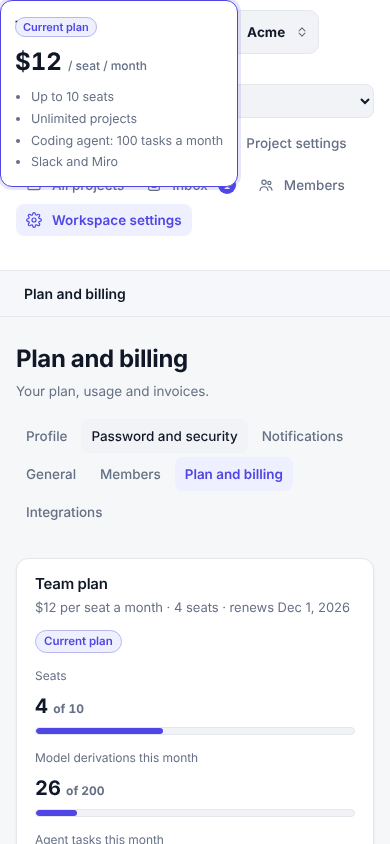 Current plan
Acme
$12 / seat / month
Up to 10 seats
Unlimited projects
Coding agent: 100 tasks a month
Project settings
Slack and Miro
All projects
Inbox
Members
Workspace settings
Plan and billing
Plan and billing
Your plan, usage and invoices.
Profile Password and security Notifications
General Members Plan and billing
Integrations
Team plan
$12 per seat a month · 4 seats · renews Dec 1, 2026
Current plan
Seats
4 of 10
Model derivations this month
26 of 200
Agent tasks this month